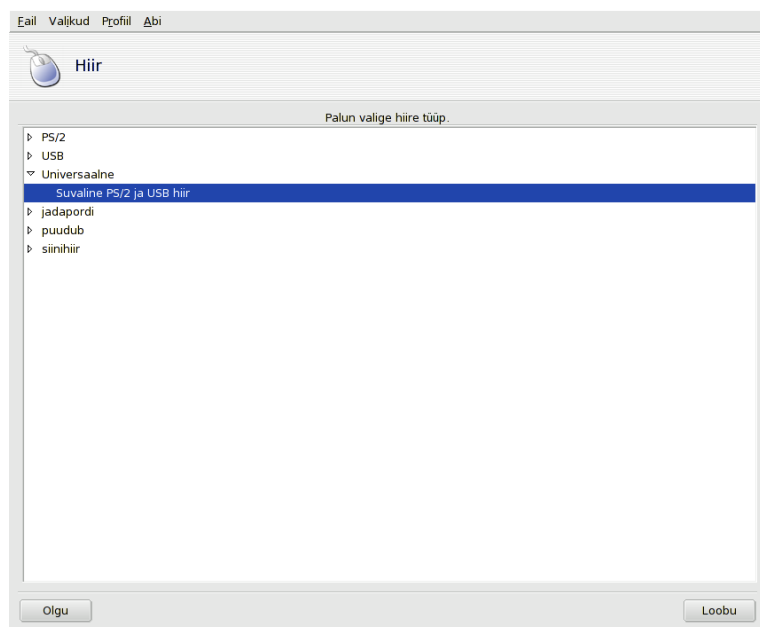 Fail Valikud Profiil Abi
Hiir
Palun valige hiire tüüp.
PS/2
USB
Universaalne
Suvaline PS/2 ja USB hiir
jadapordi
puudub
siinihiir
Olgu Loobu